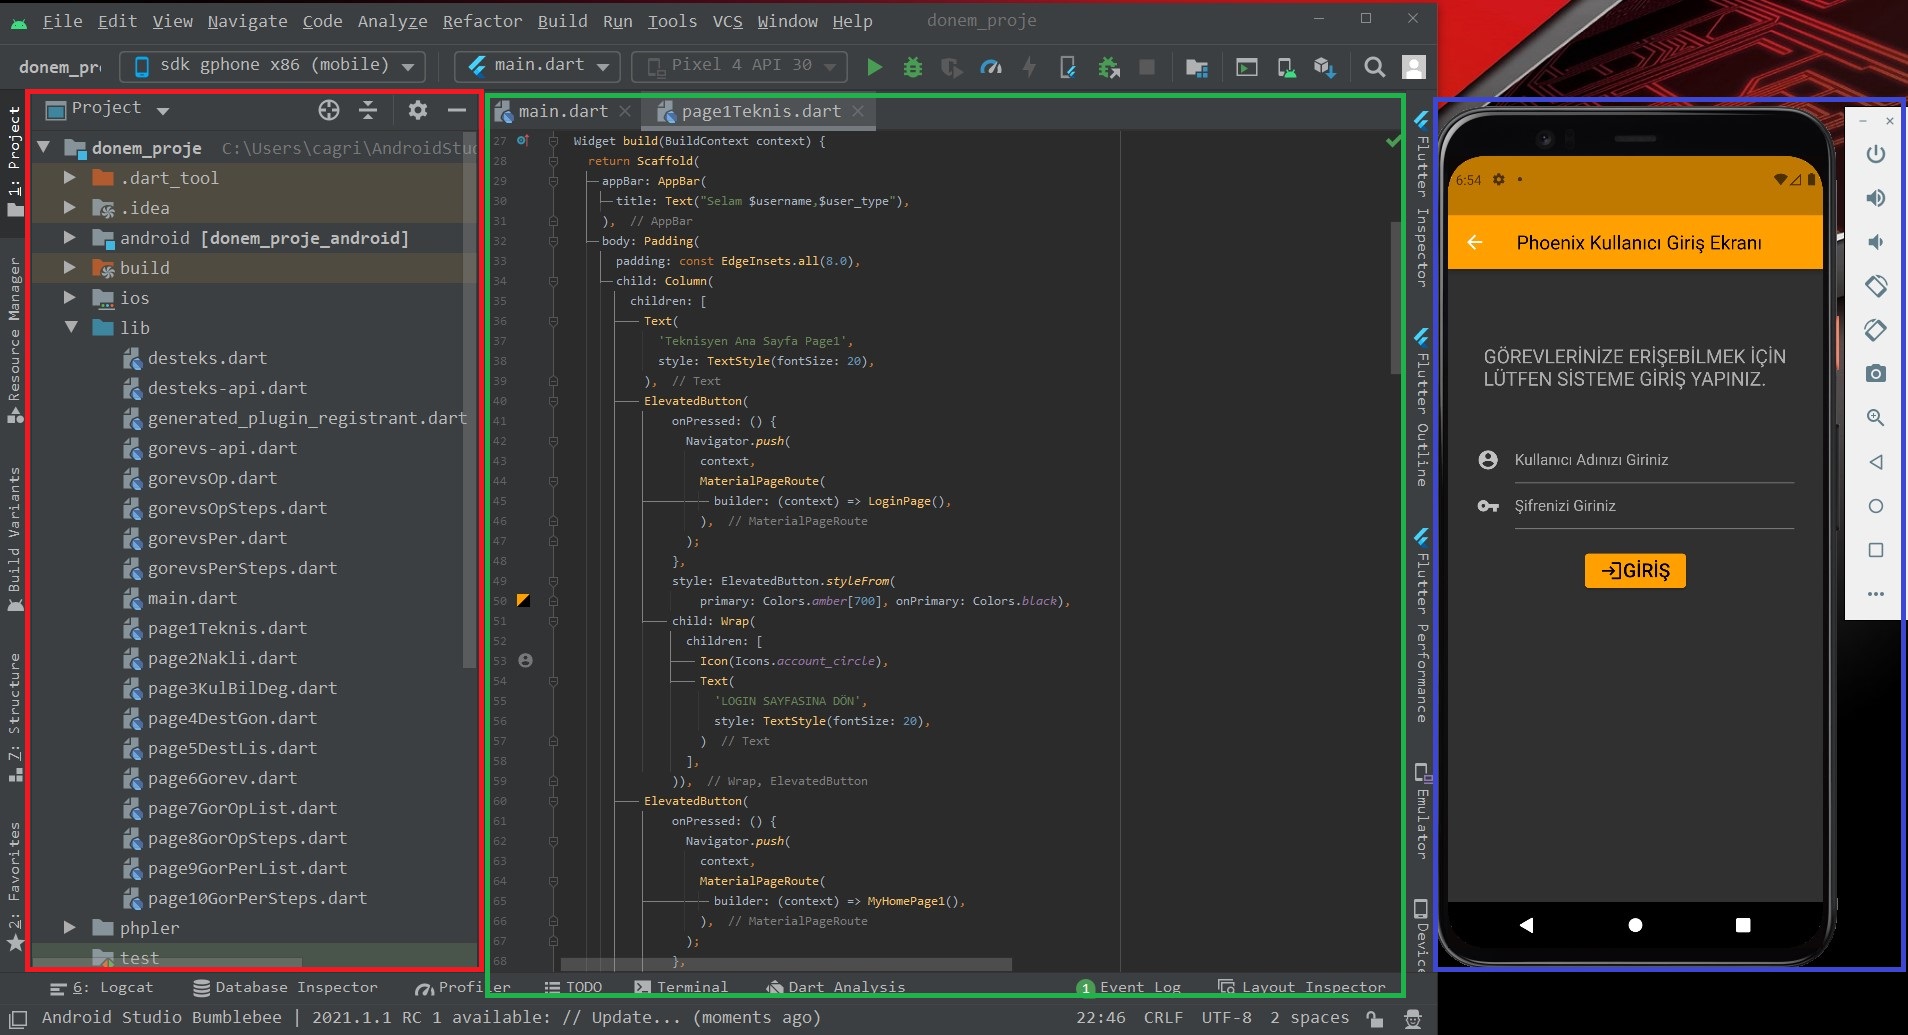 File Edit View Navigate Code Analyze Refactor Build Run Tools VCS Window Help donem_proje
donem_pr sdk gphone x86 (mobile) main.dart Pixel 4 API 30
1: Project
Resource Manager
Build Variants
Z: Structure
2: Favorites
Project
donem_proje C:\Users\cagri\AndroidStu
.dart_tool
.idea
android [donem_proje_android]
build
ios
lib
desteks.dart
desteks-api.dart
generated_plugin_registrant.dart
gorevs-api.dart
gorevsOp.dart
gorevsOpSteps.dart
gorevsPer.dart
gorevsPerSteps.dart
main.dart
page1Teknis.dart
page2Nakli.dart
page3KulBilDeg.dart
page4DestGon.dart
page5DestLis.dart
page6Gorev.dart
page7GorOpList.dart
page8GorOpSteps.dart
page9GorPerList.dart
page10GorPerSteps.dart
phpler
test
main.dart page1Teknis.dart
27 Widget build(BuildContext context) {
28 return Scaffold(
29 appBar: AppBar(
30 title: Text("Selam $username,$user_type"),
31 ), // AppBar
32 body: Padding(
33 padding: const EdgeInsets.all(8.0),
34 child: Column(
35 children: [
36 Text(
37 'Teknisyen Ana Sayfa Page1',
38 style: TextStyle(fontSize: 20),
39 ), // Text
40 ElevatedButton(
41 onPressed: () {
42 Navigator.push(
43 context,
44 MaterialPageRoute(
45 builder: (context) => LoginPage(),
46 ), // MaterialPageRoute
47 );
48 },
49 style: ElevatedButton.styleFrom(
50 primary: Colors.amber[700], onPrimary: Colors.black),
51 child: Wrap(
52 children: [
53 Icon(Icons.account_circle),
54 Text(
55 'LOGIN SAYFASINA DÖN',
56 style: TextStyle(fontSize: 20),
57 ) // Text
58 ],
59 )), // Wrap, ElevatedButton
60 ElevatedButton(
61 onPressed: () {
62 Navigator.push(
63 context,
64 MaterialPageRoute(
65 builder: (context) => MyHomePage1(),
66 ), // MaterialPageRoute
67 );
68 },
Flutter Inspector
Flutter Outline
Flutter Performance
Emulator
Device
6:54
Phoenix Kullanıcı Giriş Ekranı
GÖREVLERİNİZE ERİŞEBİLMEK İÇİN
LÜTFEN SİSTEME GİRİŞ YAPINIZ.
Kullanıcı Adınızı Giriniz
Şifrenizi Giriniz
GİRİŞ
6: Logcat Database Inspector Profiler TODO Terminal Dart Analysis 1 Event Log Layout Inspector
Android Studio Bumblebee | 2021.1.1 RC 1 available: // Update... (moments ago) 22:46 CRLF UTF-8 2 spaces